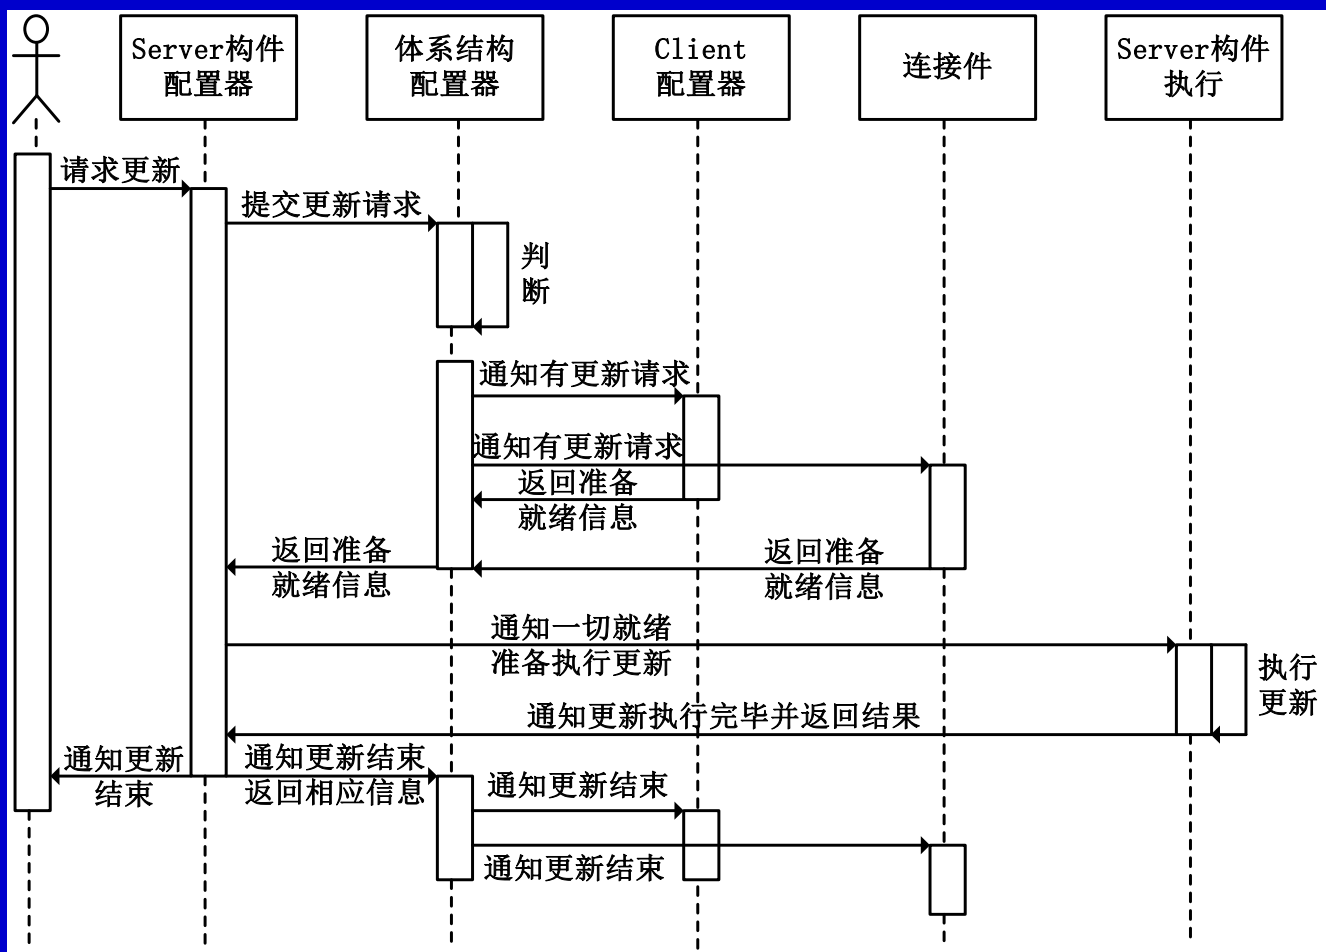 Server构件
配置器
体系结构
配置器
Client
配置器
连接件
Server构件
执行
请求更新
提交更新请求
判
断
通知有更新请求
通知有更新请求
返回准备
就绪信息
返回准备
就绪信息
返回准备
就绪信息
通知一切就绪
准备执行更新
执行
更新
通知更新执行完毕并返回结果
通知更新
结束
通知更新结束
返回相应信息
通知更新结束
通知更新结束